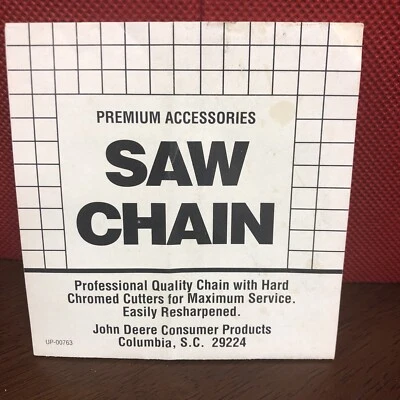 PREMIUM ACCESSORIES
SAW
CHAIN
Professional Quality Chain with Hard
Chromed Cutters for Maximum Service.
Easily Resharpened.
John Deere Consumer Products
UP-00763 Columbia, S.C. 29224